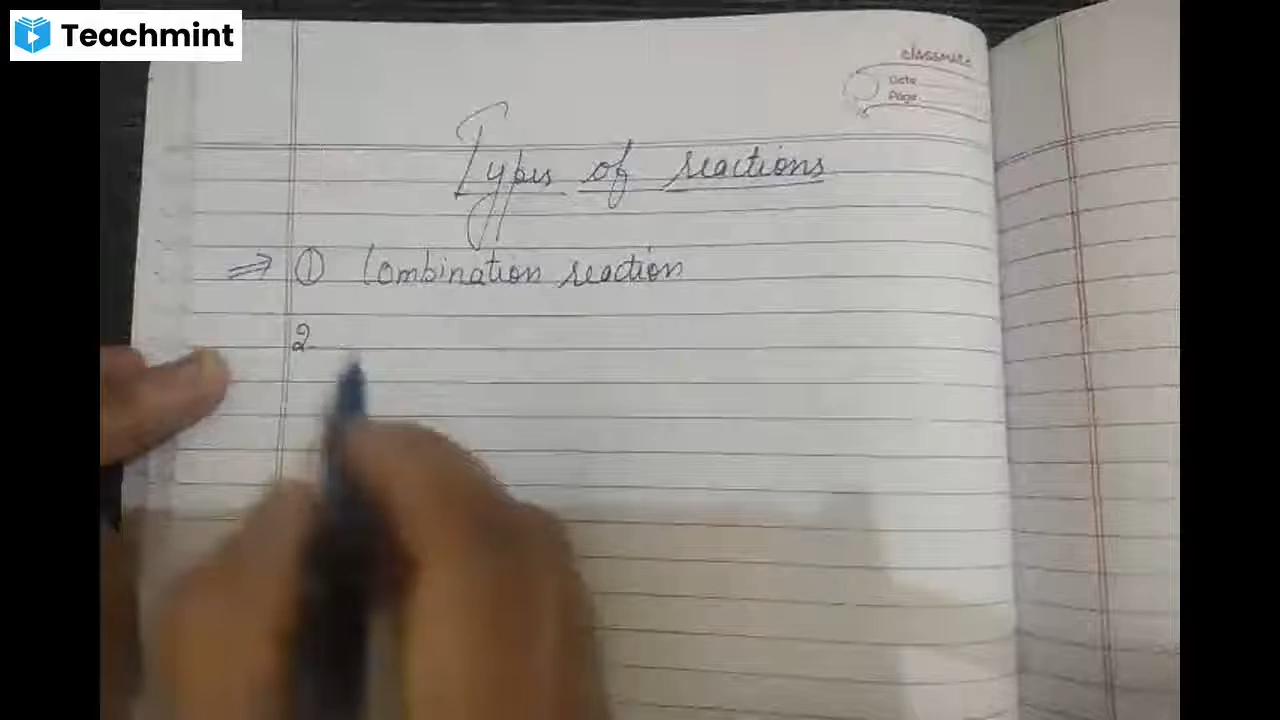 Teachmint
classmate
Date
Page
Types of reactions
⇒ ① Combination reaction
2